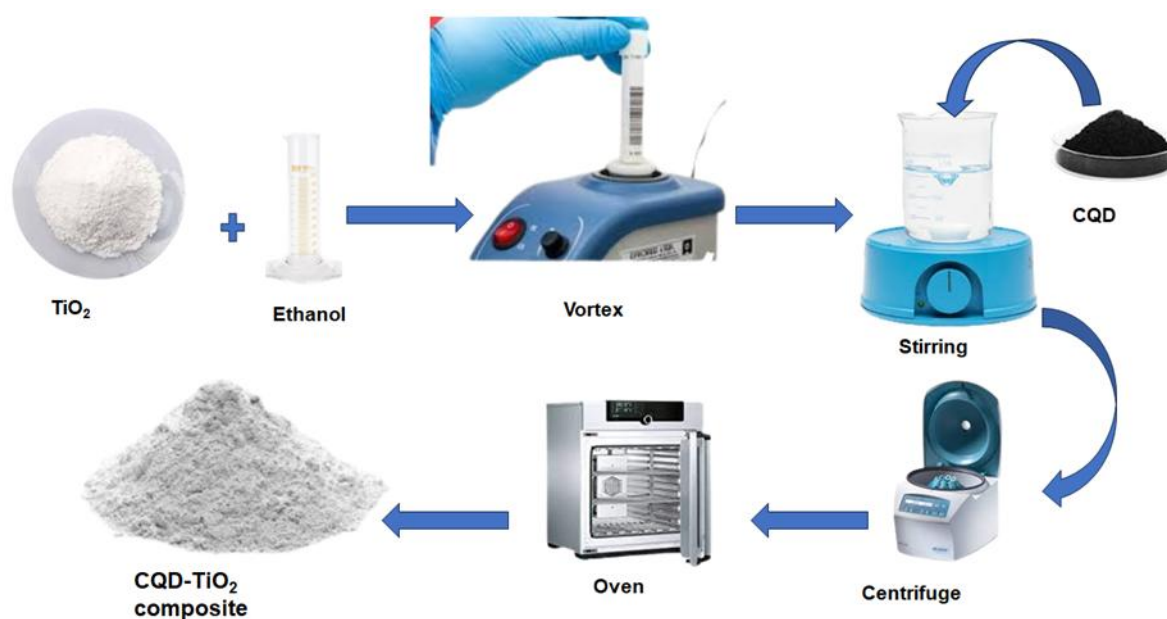 TiO₂
Ethanol
Vortex
CQD
Stirring
Centrifuge
Oven
CQD-TiO₂
composite